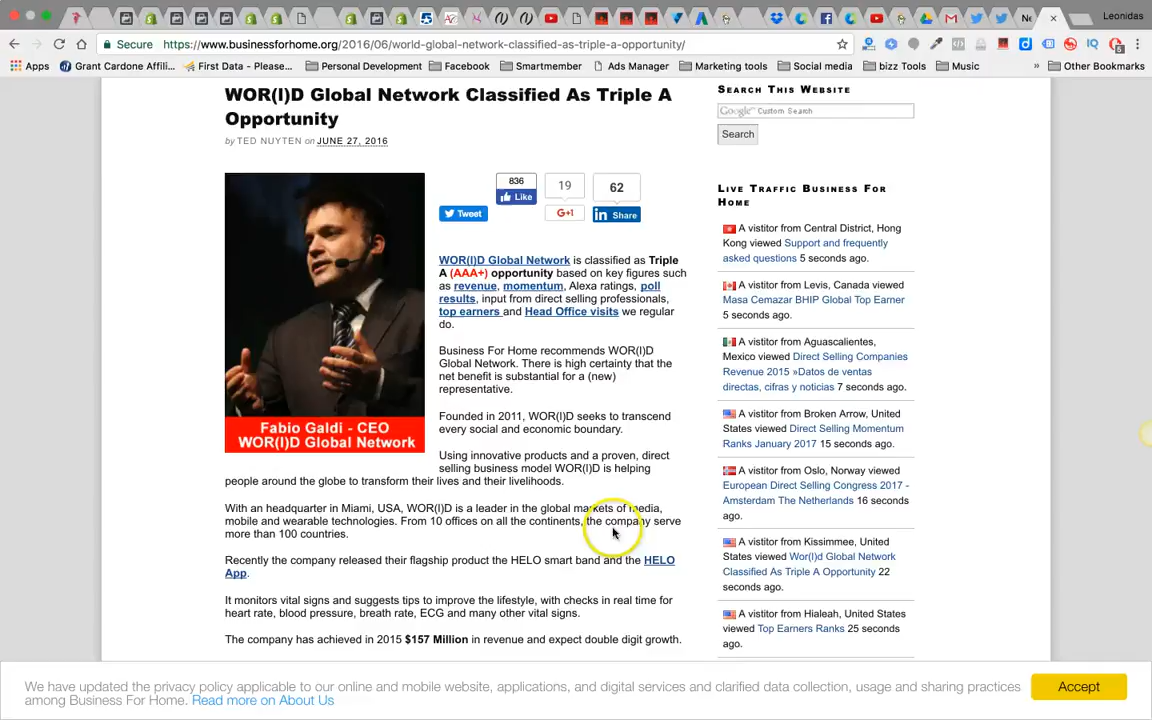 Leonidas
Secure https://www.businessforhome.org/2016/06/world-global-network-classified-as-triple-a-opportunity/
Apps Grant Cardone Affili... First Data - Please... Personal Development Facebook Smartmember Ads Manager Marketing tools Social media bizz Tools Music » Other Bookmarks
WOR(l)D Global Network Classified As Triple A
Opportunity
by TED NUYTEN on JUNE 27, 2016
836
19
62
Tweet
Like
G+1
in Share
WOR(l)D Global Network is classified as Triple
A (AAA+) opportunity based on key figures such
as revenue, momentum, Alexa ratings, poll
results, input from direct selling professionals,
top earners and Head Office visits we regular
do.
Business For Home recommends WOR(l)D
Global Network. There is high certainty that the
net benefit is substantial for a (new)
representative.
Founded in 2011, WOR(l)D seeks to transcend
every social and economic boundary.
Using innovative products and a proven, direct
selling business model WOR(l)D is helping
people around the globe to transform their lives and their livelihoods.
Fabio Galdi - CEO
WOR(l)D Global Network
With an headquarter in Miami, USA, WOR(l)D is a leader in the global markets of media,
mobile and wearable technologies. From 10 offices on all the continents, the company serve
more than 100 countries.
Recently the company released their flagship product the HELO smart band and the HELO
App.
It monitors vital signs and suggests tips to improve the lifestyle, with checks in real time for
heart rate, blood pressure, breath rate, ECG and many other vital signs.
The company has achieved in 2015 $157 Million in revenue and expect double digit growth.
Search This Website
Google Custom Search
Search
Live Traffic Business For
Home
A vistitor from Central District, Hong
Kong viewed Support and frequently
asked questions 5 seconds ago.
A vistitor from Levis, Canada viewed
Masa Cemazar BHIP Global Top Earner
5 seconds ago.
A vistitor from Aguascalientes,
Mexico viewed Direct Selling Companies
Revenue 2015 »Datos de ventas
directas, cifras y noticias 7 seconds ago.
A vistitor from Broken Arrow, United
States viewed Direct Selling Momentum
Ranks January 2017 15 seconds ago.
A vistitor from Oslo, Norway viewed
European Direct Selling Congress 2017 -
Amsterdam The Netherlands 16 seconds
ago.
A vistitor from Kissimmee, United
States viewed Wor(l)d Global Network
Classified As Triple A Opportunity 22
seconds ago.
A vistitor from Hialeah, United States
viewed Top Earners Ranks 25 seconds
ago.
We have updated the privacy policy applicable to our online and mobile website, applications, and digital services and clarified data collection, usage and sharing practices
among Business For Home. Read more on About Us
Accept